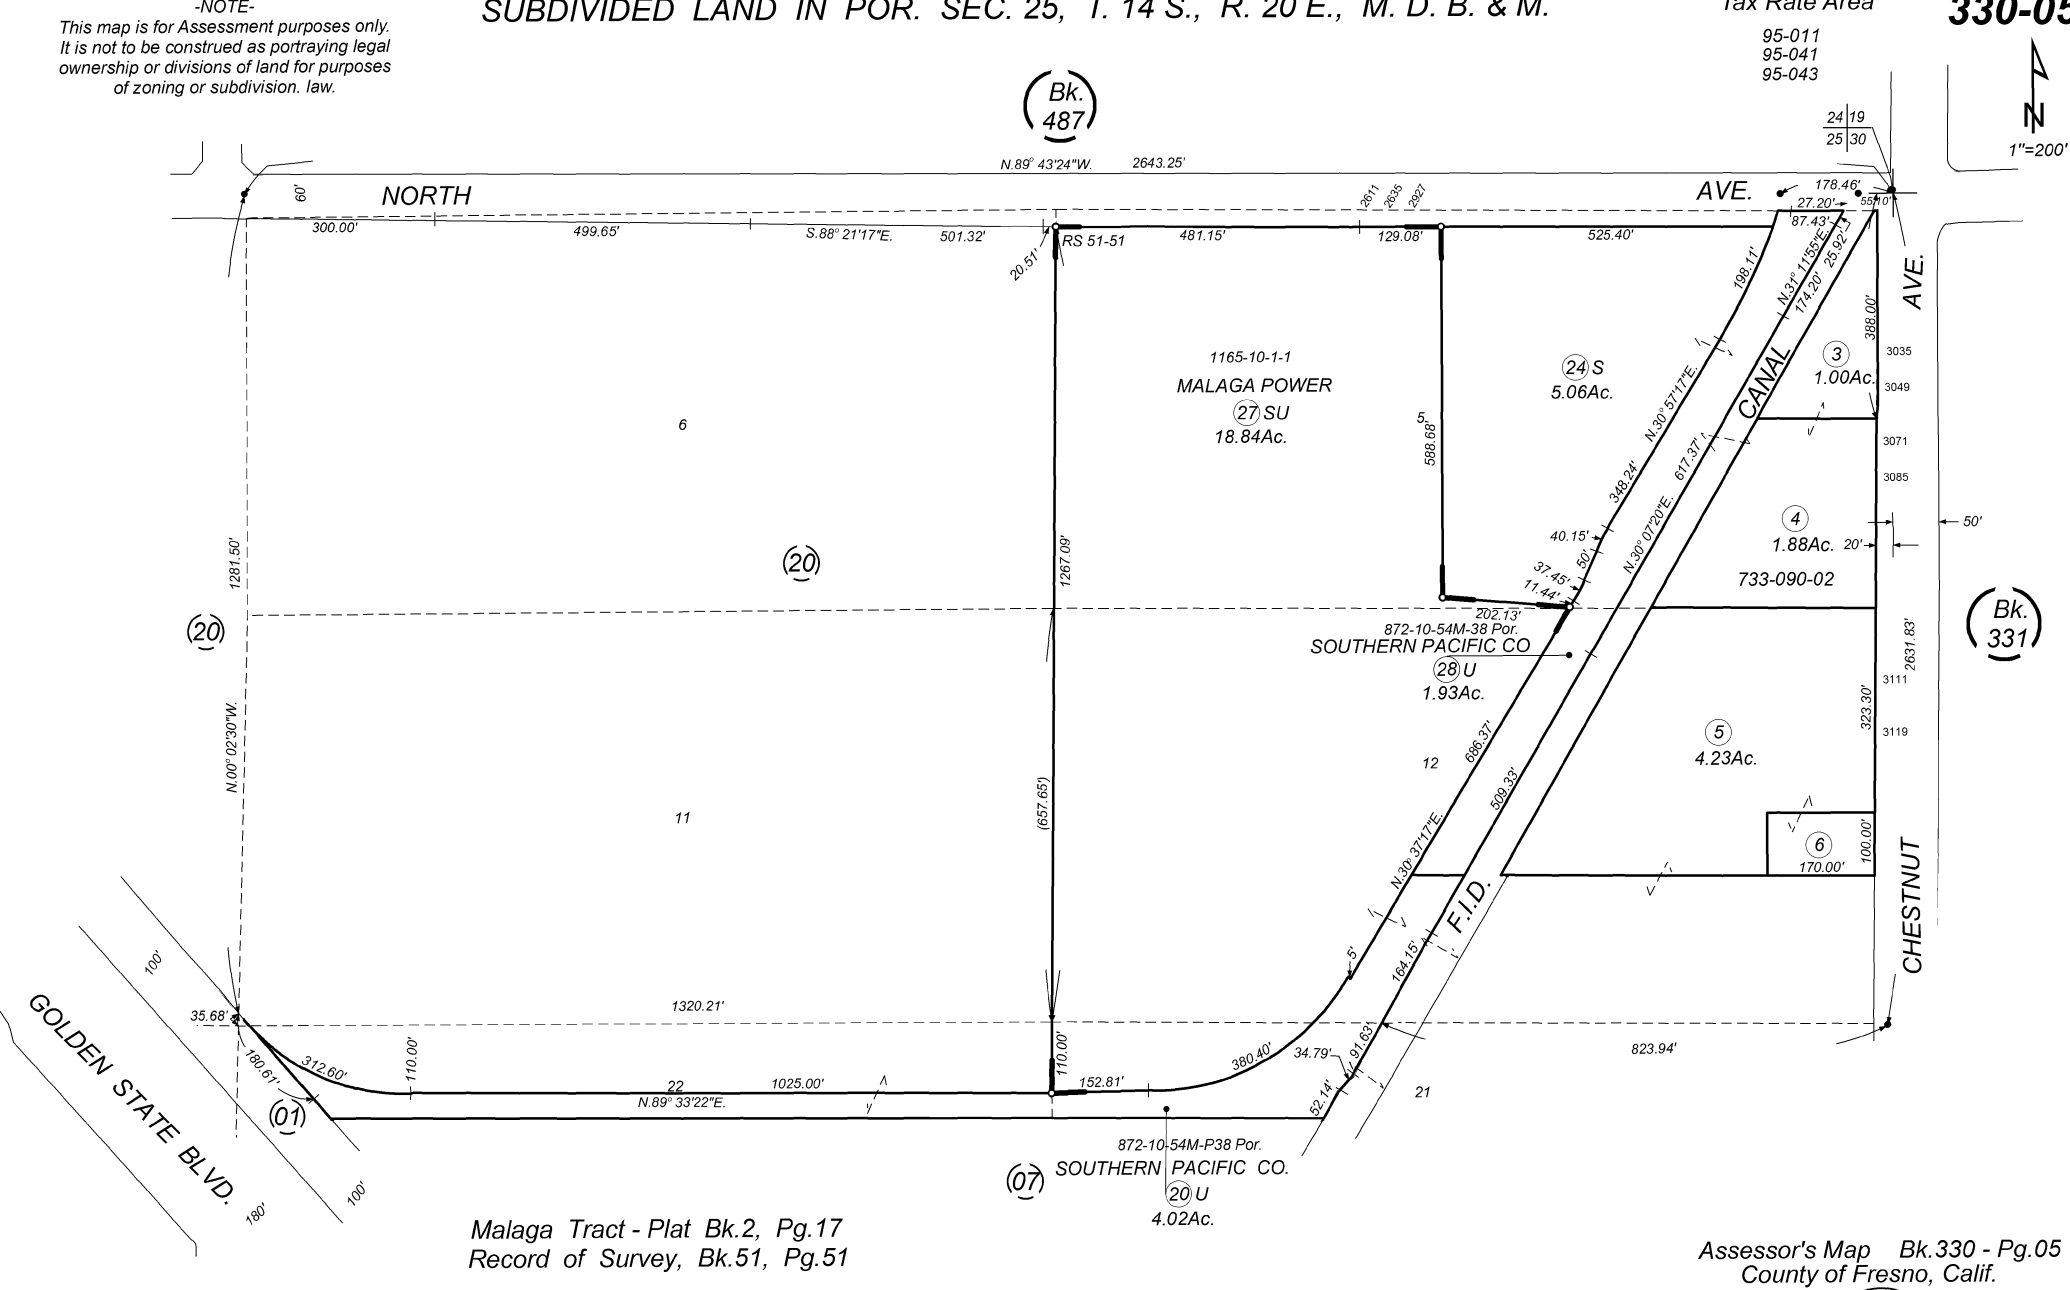 -NOTE-
This map is for Assessment purposes only.
It is not to be construed as portraying legal
ownership or divisions of land for purposes
of zoning or subdivision. law.
SUBDIVIDED LAND IN POR. SEC. 25, T. 14 S., R. 20 E., M. D. B. & M.
Tax Rate Area
95-011
95-041
95-043
330-05
N
1"=200'
Bk.
487
24 19
25 30
N.89° 43'24"W. 2643.25'
60'
NORTH
AVE.
2611
2635
2927
178.46'
27.20'
55.10'
87.43'
300.00'
499.65'
S.88° 21'17"E.
501.32'
20.51'
RS 51-51
481.15'
129.08'
525.40'
198.11'
N.31° 11'55"E.
25.92'
174.20'
AVE.
388.00'
3035
3049
3071
3085
1165-10-1-1
MALAGA POWER
27 SU
18.84Ac.
24 S
5.06Ac.
3
1.00Ac.
CANAL
6
5
588.68'
N.30° 57'17"E.
348.24'
617.37'
N.30° 07'20"E.
40.15'
50'
37.45'
11.44'
4
1.88Ac.
733-090-02
20'
50'
(20)
1281.50'
1267.09'
(20)
202.13'
872-10-54M-38 Por.
SOUTHERN PACIFIC CO
28 U
1.93Ac.
Bk.
331
2631.83'
3111
323.30'
3119
5
4.23Ac.
N.00° 02'30"W.
(657.65')
686.37'
12
509.33'
11
N.30° 37'17"E.
6
170.00'
100.00'
CHESTNUT
F.I.D.
100'
5'
164.15'
GOLDEN STATE BLVD.
35.68'
1320.21'
180.61'
312.60'
110.00'
110.00'
380.40'
34.79'
91.63'
823.94'
22
1025.00'
152.81'
N.89° 33'22"E.
52.14'
21
(01)
100'
180'
872-10-54M-P38 Por.
(07)
SOUTHERN PACIFIC CO.
20 U
4.02Ac.
Malaga Tract - Plat Bk.2, Pg.17
Record of Survey, Bk.51, Pg.51
Assessor's Map Bk.330 - Pg.05
County of Fresno, Calif.